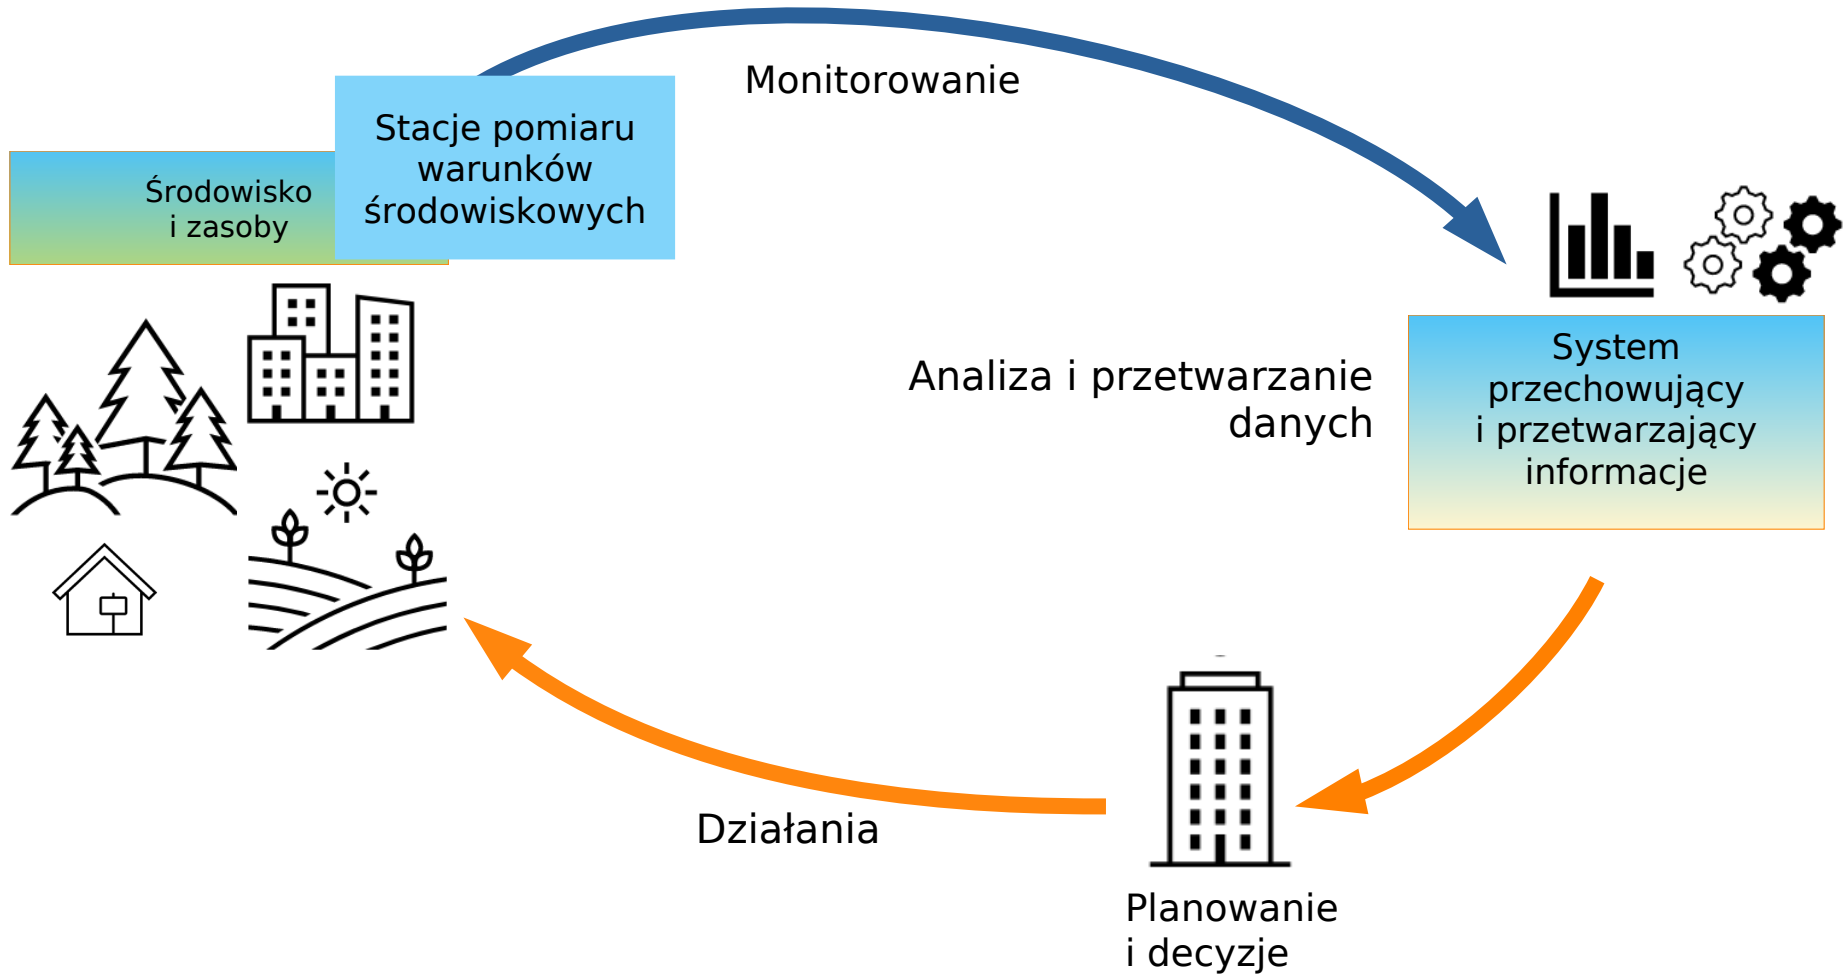 Monitorowanie
Stacje pomiaru
warunków
środowiskowych
Środowisko
i zasoby
Analiza i przetwarzanie
danych
System
przechowujący
i przetwarzający
informacje
Działania
Planowanie
i decyzje